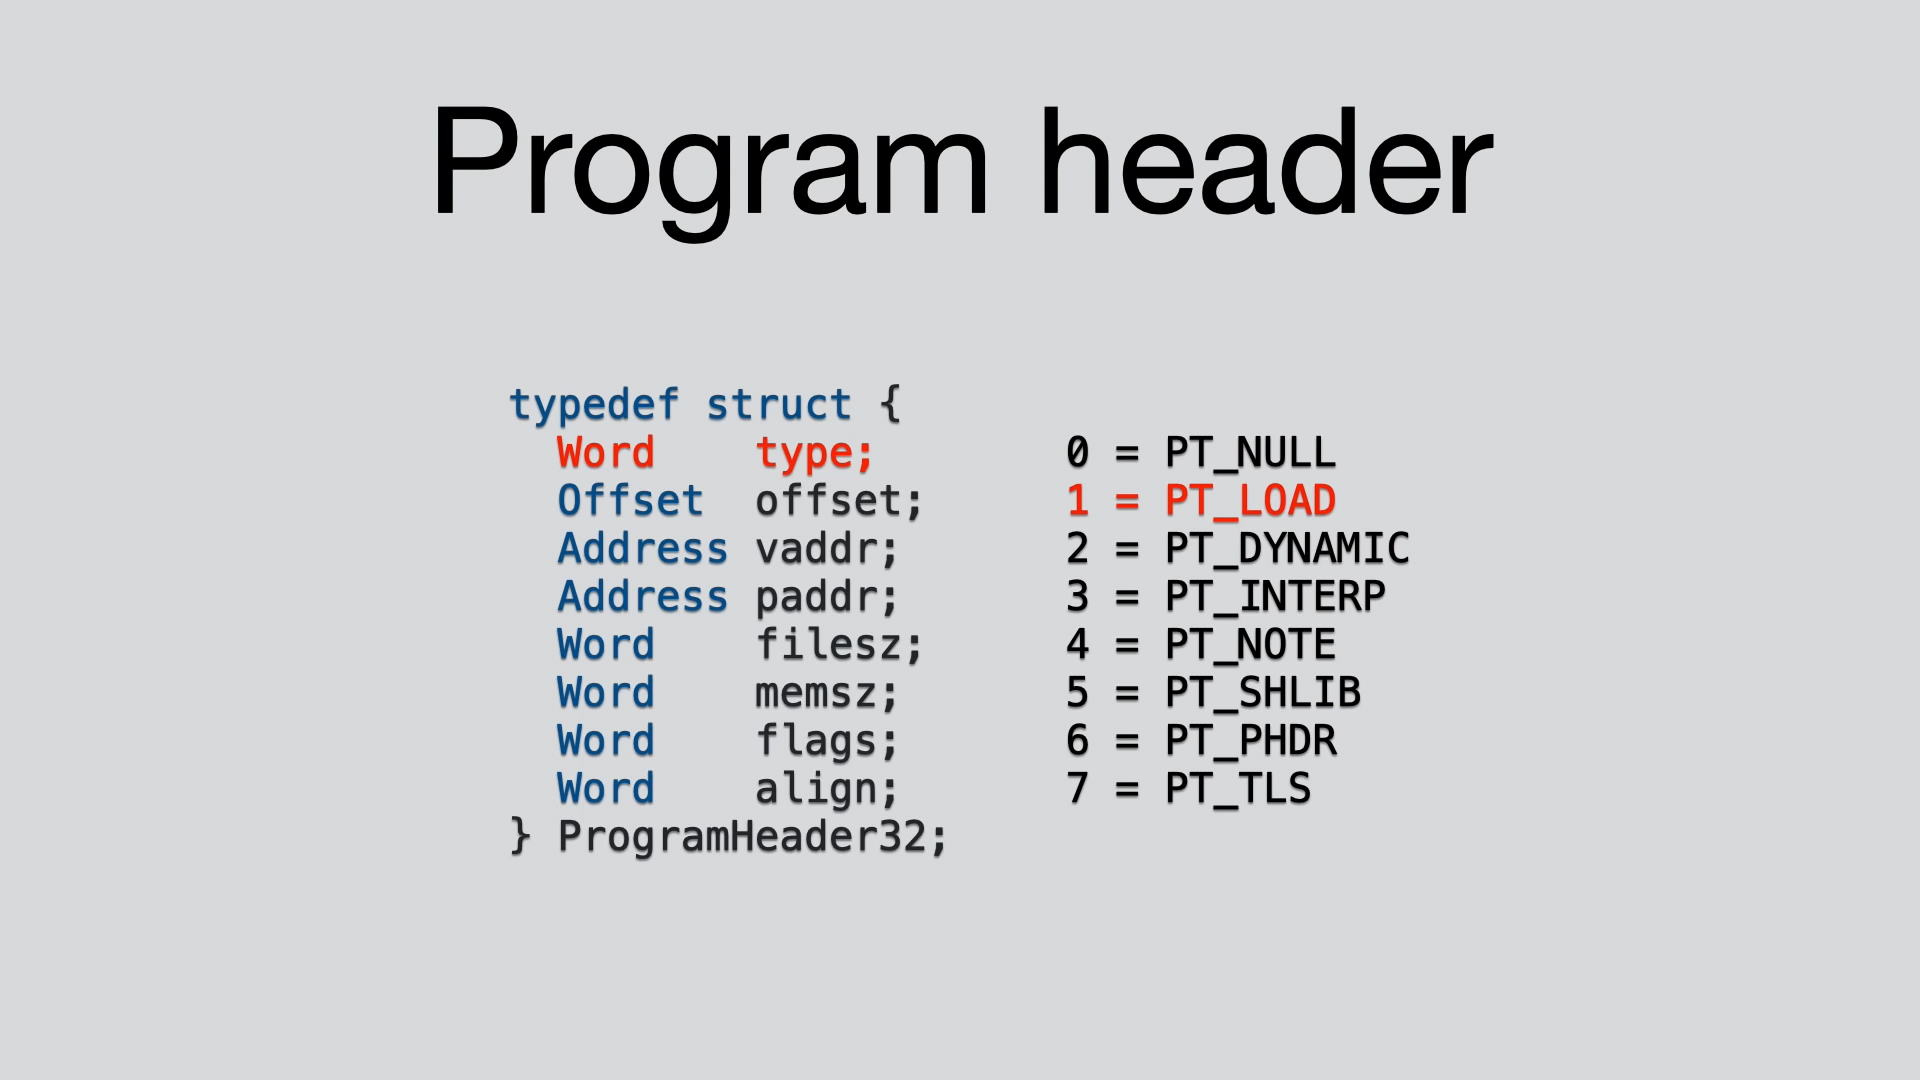 Program header
typedef struct {
  Word    type;
  Offset  offset;
  Address vaddr;
  Address paddr;
  Word    filesz;
  Word    memsz;
  Word    flags;
  Word    align;
} ProgramHeader32;
0 = PT_NULL
1 = PT_LOAD
2 = PT_DYNAMIC
3 = PT_INTERP
4 = PT_NOTE
5 = PT_SHLIB
6 = PT_PHDR
7 = PT_TLS